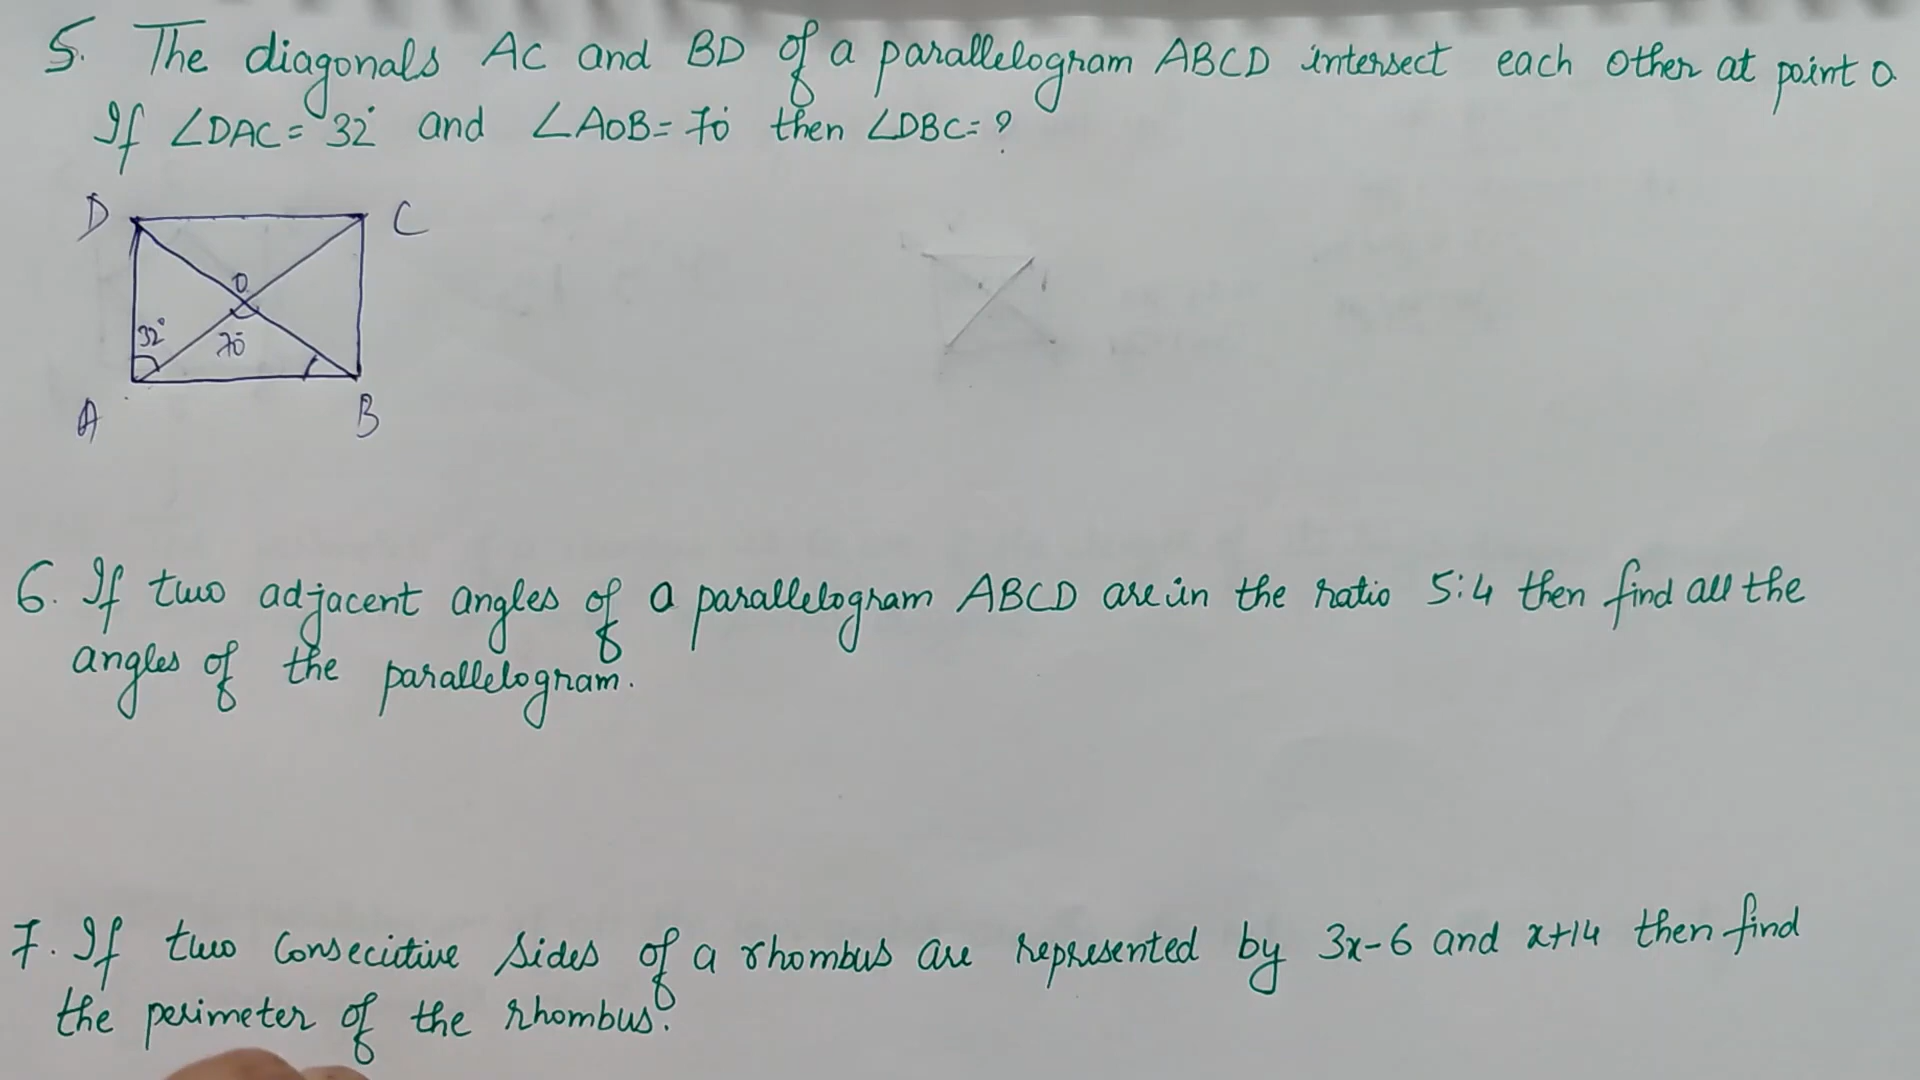 5. The diagonals AC and BD of a parallelogram ABCD intersect each other at point O.
If ∠DAC= 32° and ∠AOB= 70° then ∠DBC= ?
D C
O
32°
70°
A B
6. If two adjacent angles of a parallelogram ABCD are in the ratio 5:4 then find all the
angles of the parallelogram.
7. If two Consecutive sides of a rhombus are represented by 3x-6 and x+14 then find
the perimeter of the rhombus?